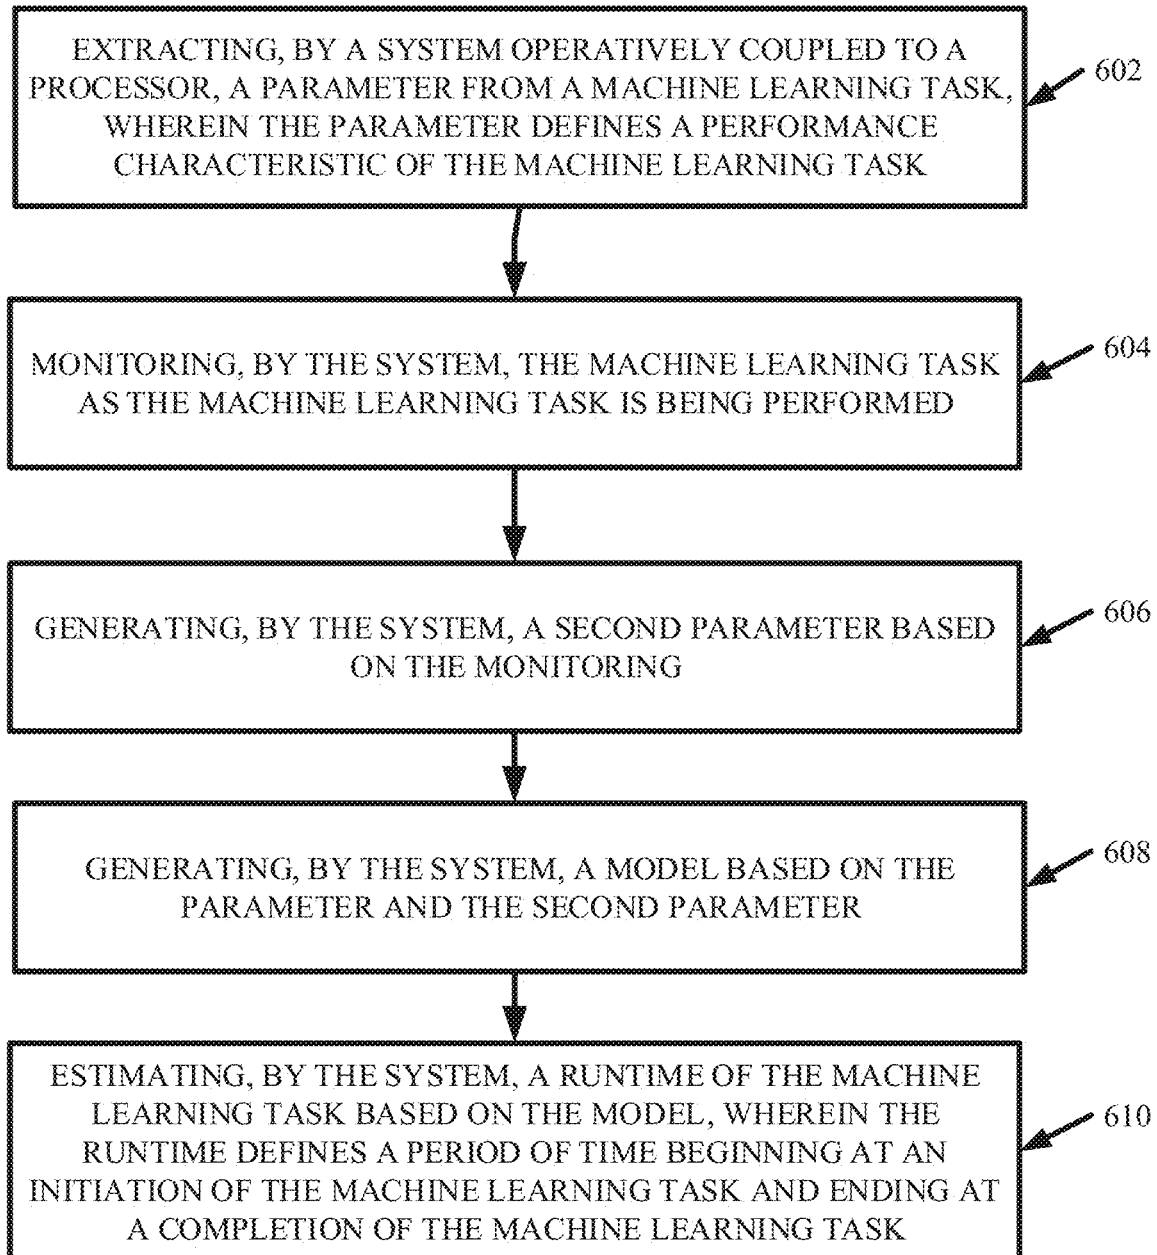 EXTRACTING, BY A SYSTEM OPERATIVELY COUPLED TO A
PROCESSOR, A PARAMETER FROM A MACHINE LEARNING TASK,
WHEREIN THE PARAMETER DEFINES A PERFORMANCE
CHARACTERISTIC OF THE MACHINE LEARNING TASK
602
MONITORING, BY THE SYSTEM, THE MACHINE LEARNING TASK
AS THE MACHINE LEARNING TASK IS BEING PERFORMED
604
GENERATING, BY THE SYSTEM, A SECOND PARAMETER BASED
ON THE MONITORING
606
GENERATING, BY THE SYSTEM, A MODEL BASED ON THE
PARAMETER AND THE SECOND PARAMETER
608
ESTIMATING, BY THE SYSTEM, A RUNTIME OF THE MACHINE
LEARNING TASK BASED ON THE MODEL, WHEREIN THE
RUNTIME DEFINES A PERIOD OF TIME BEGINNING AT AN
INITIATION OF THE MACHINE LEARNING TASK AND ENDING AT
A COMPLETION OF THE MACHINE LEARNING TASK
610